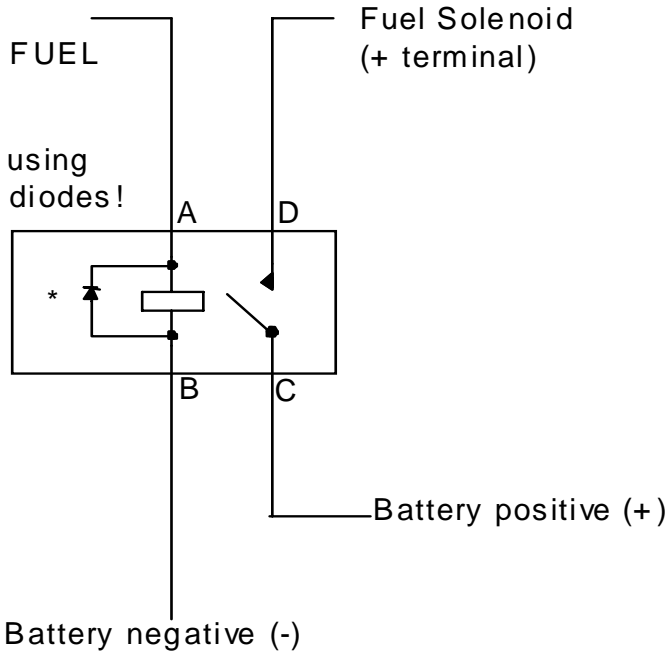 Fuel Solenoid
(+ terminal)
FUEL
using
diodes!
A
D
*
B
C
Battery positive (+)
Battery negative (-)